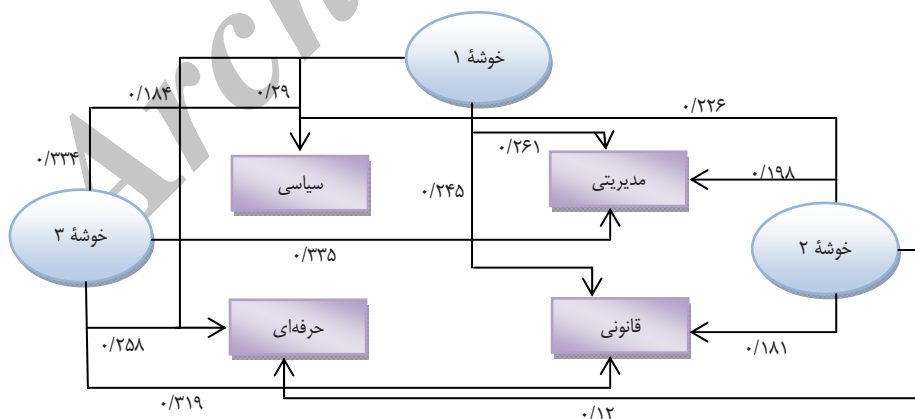 خوشهٔ ۱
۰/۱۸۴
۰/۲۹
۰/۲۲۶
۰/۳۳۴
۰/۲۶۱
سیاسی
۰/۲۴۵
مدیریتی
۰/۱۹۸
خوشهٔ ۳
خوشهٔ ۲
۰/۳۳۵
حرفه‌ای
قانونی
۰/۲۵۸
۰/۱۸۱
۰/۳۱۹
۰/۱۲
Arch